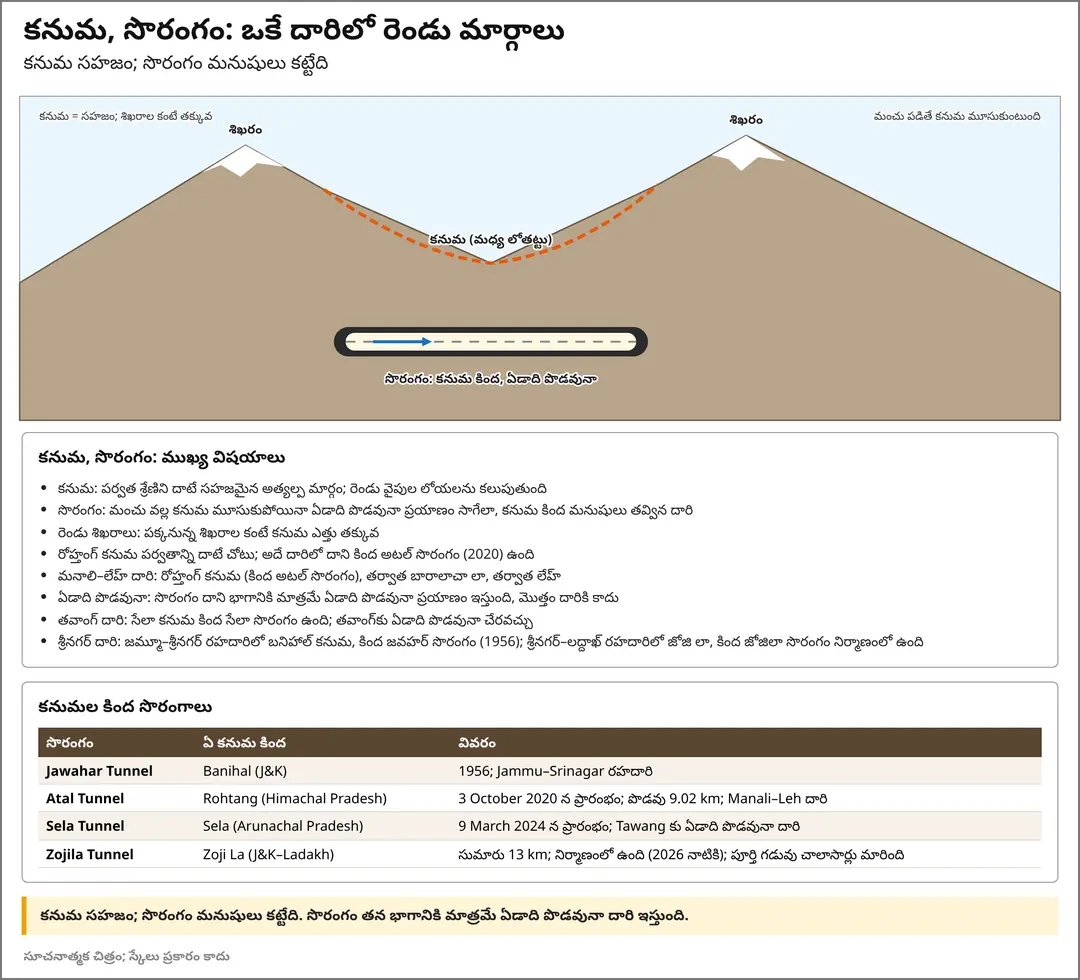 కనుమ, సొరంగం: ఒకే దారిలో రెండు మార్గాలు
కనుమ సహజం; సొరంగం మనుషులు కట్టేది
కనుమ = సహజం; శిఖరాల కంటే తక్కువ
మంచు పడితే కనుమ మూసుకుంటుంది
శిఖరం
శిఖరం
కనుమ (మధ్య లోతట్టు)
సొరంగం: కనుమ కింద, ఏడాది పొడవునా
కనుమ, సొరంగం: ముఖ్య విషయాలు
• కనుమ: పర్వత శ్రేణిని దాటే సహజమైన అత్యల్ప మార్గం; రెండు వైపుల లోయలను కలుపుతుంది
• సొరంగం: మంచు వల్ల కనుమ మూసుకుపోయినా ఏడాది పొడవునా ప్రయాణం సాగేలా, కనుమ కింద మనుషులు తవ్విన దారి
• రెండు శిఖరాలు: పక్కనున్న శిఖరాల కంటే కనుమ ఎత్తు తక్కువ
• రోహ్తంగ్ కనుమ పర్వతాన్ని దాటే చోటు; అదే దారిలో దాని కింద అటల్ సొరంగం (2020) ఉంది
• మనాలి–లేహ్ దారి: రోహ్తంగ్ కనుమ (కింద అటల్ సొరంగం), తర్వాత బారాలాచా లా, తర్వాత లేహ్
• ఏడాది పొడవునా: సొరంగం దాని భాగానికి మాత్రమే ఏడాది పొడవునా ప్రయాణం ఇస్తుంది, మొత్తం దారికి కాదు
• తవాంగ్ దారి: సేలా కనుమ కింద సేలా సొరంగం ఉంది; తవాంగ్‌కు ఏడాది పొడవునా చేరవచ్చు
• శ్రీనగర్ దారి: జమ్మూ–శ్రీనగర్ రహదారిలో బనిహాల్ కనుమ, కింద జవహర్ సొరంగం (1956); శ్రీనగర్–లద్దాఖ్ రహదారిలో జోజి లా, కింద జోజిలా సొరంగం నిర్మాణంలో ఉంది
కనుమల కింద సొరంగాలు
సొరంగం ఏ కనుమ కింద వివరం
Jawahar Tunnel Banihal (J&K) 1956; Jammu–Srinagar రహదారి
Atal Tunnel Rohtang (Himachal Pradesh) 3 October 2020 న ప్రారంభం; పొడవు 9.02 km; Manali–Leh దారి
Sela Tunnel Sela (Arunachal Pradesh) 9 March 2024 న ప్రారంభం; Tawang కు ఏడాది పొడవునా దారి
Zojila Tunnel Zoji La (J&K–Ladakh) సుమారు 13 km; నిర్మాణంలో ఉంది (2026 నాటికి); పూర్తి గడువు చాలాసార్లు మారింది
కనుమ సహజం; సొరంగం మనుషులు కట్టేది. సొరంగం తన భాగానికి మాత్రమే ఏడాది పొడవునా దారి ఇస్తుంది.
సూచనాత్మక చిత్రం; స్కేలు ప్రకారం కాదు